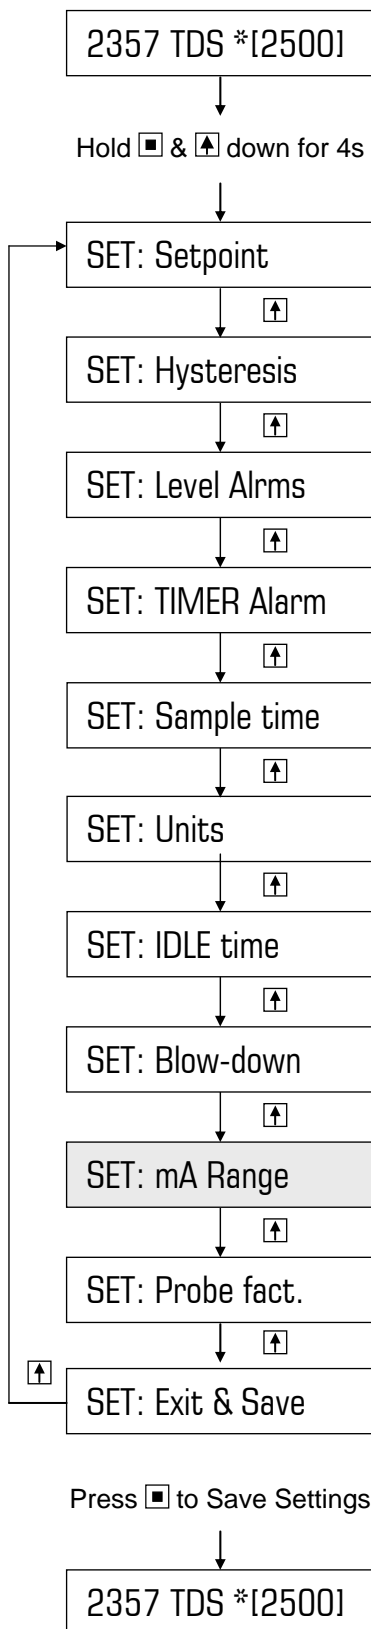 2357 TDS *[2500]
Hold ■ & ↑ down for 4s
SET: Setpoint
↑
SET: Hysteresis
↑
SET: Level Alrms
↑
SET: TIMER Alarm
↑
SET: Sample time
↑
SET: Units
↑
SET: IDLE time
↑
SET: Blow-down
↑
SET: mA Range
↑
SET: Probe fact.
↑
↑
SET: Exit & Save
Press ■ to Save Settings
2357 TDS *[2500]